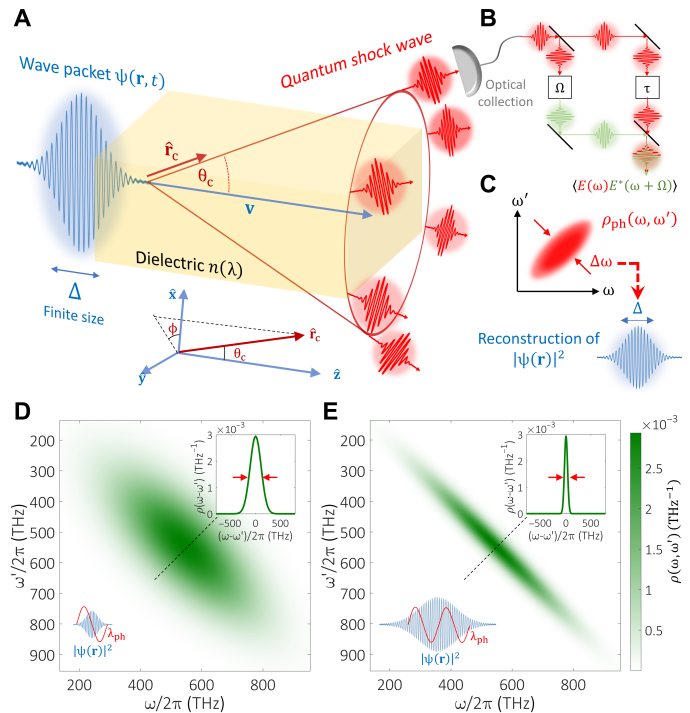 A
Wave packet ψ(r, t)
Quantum shock wave
r̂c
θc
v
Dielectric n(λ)
Δ
Finite size
x̂
ϕ
r̂c
θc
ŷ
ẑ
B
Optical
collection
Ω
τ
⟨E(ω)E*(ω + Ω)⟩
C
ω′
ρph(ω, ω′)
Δω
ω
Δ
Reconstruction of
|ψ(r)|²
D
200
300
400
500
600
700
800
900
ω′/2π (THz)
200
400
600
800
ω/2π (THz)
3
2
1
0
×10⁻³
ρ(ω-ω′) (THz⁻¹)
−500
0
500
(ω-ω′)/2π (THz)
λph
|ψ(r)|²
E
200
300
400
500
600
700
800
900
ω′/2π (THz)
200
400
600
800
ω/2π (THz)
3
2
1
0
×10⁻³
ρ(ω-ω′) (THz⁻¹)
−500
0
500
(ω-ω′)/2π (THz)
λph
|ψ(r)|²
×10⁻³
2.5
2
1.5
1
0.5
ρ(ω, ω′) (THz⁻¹)